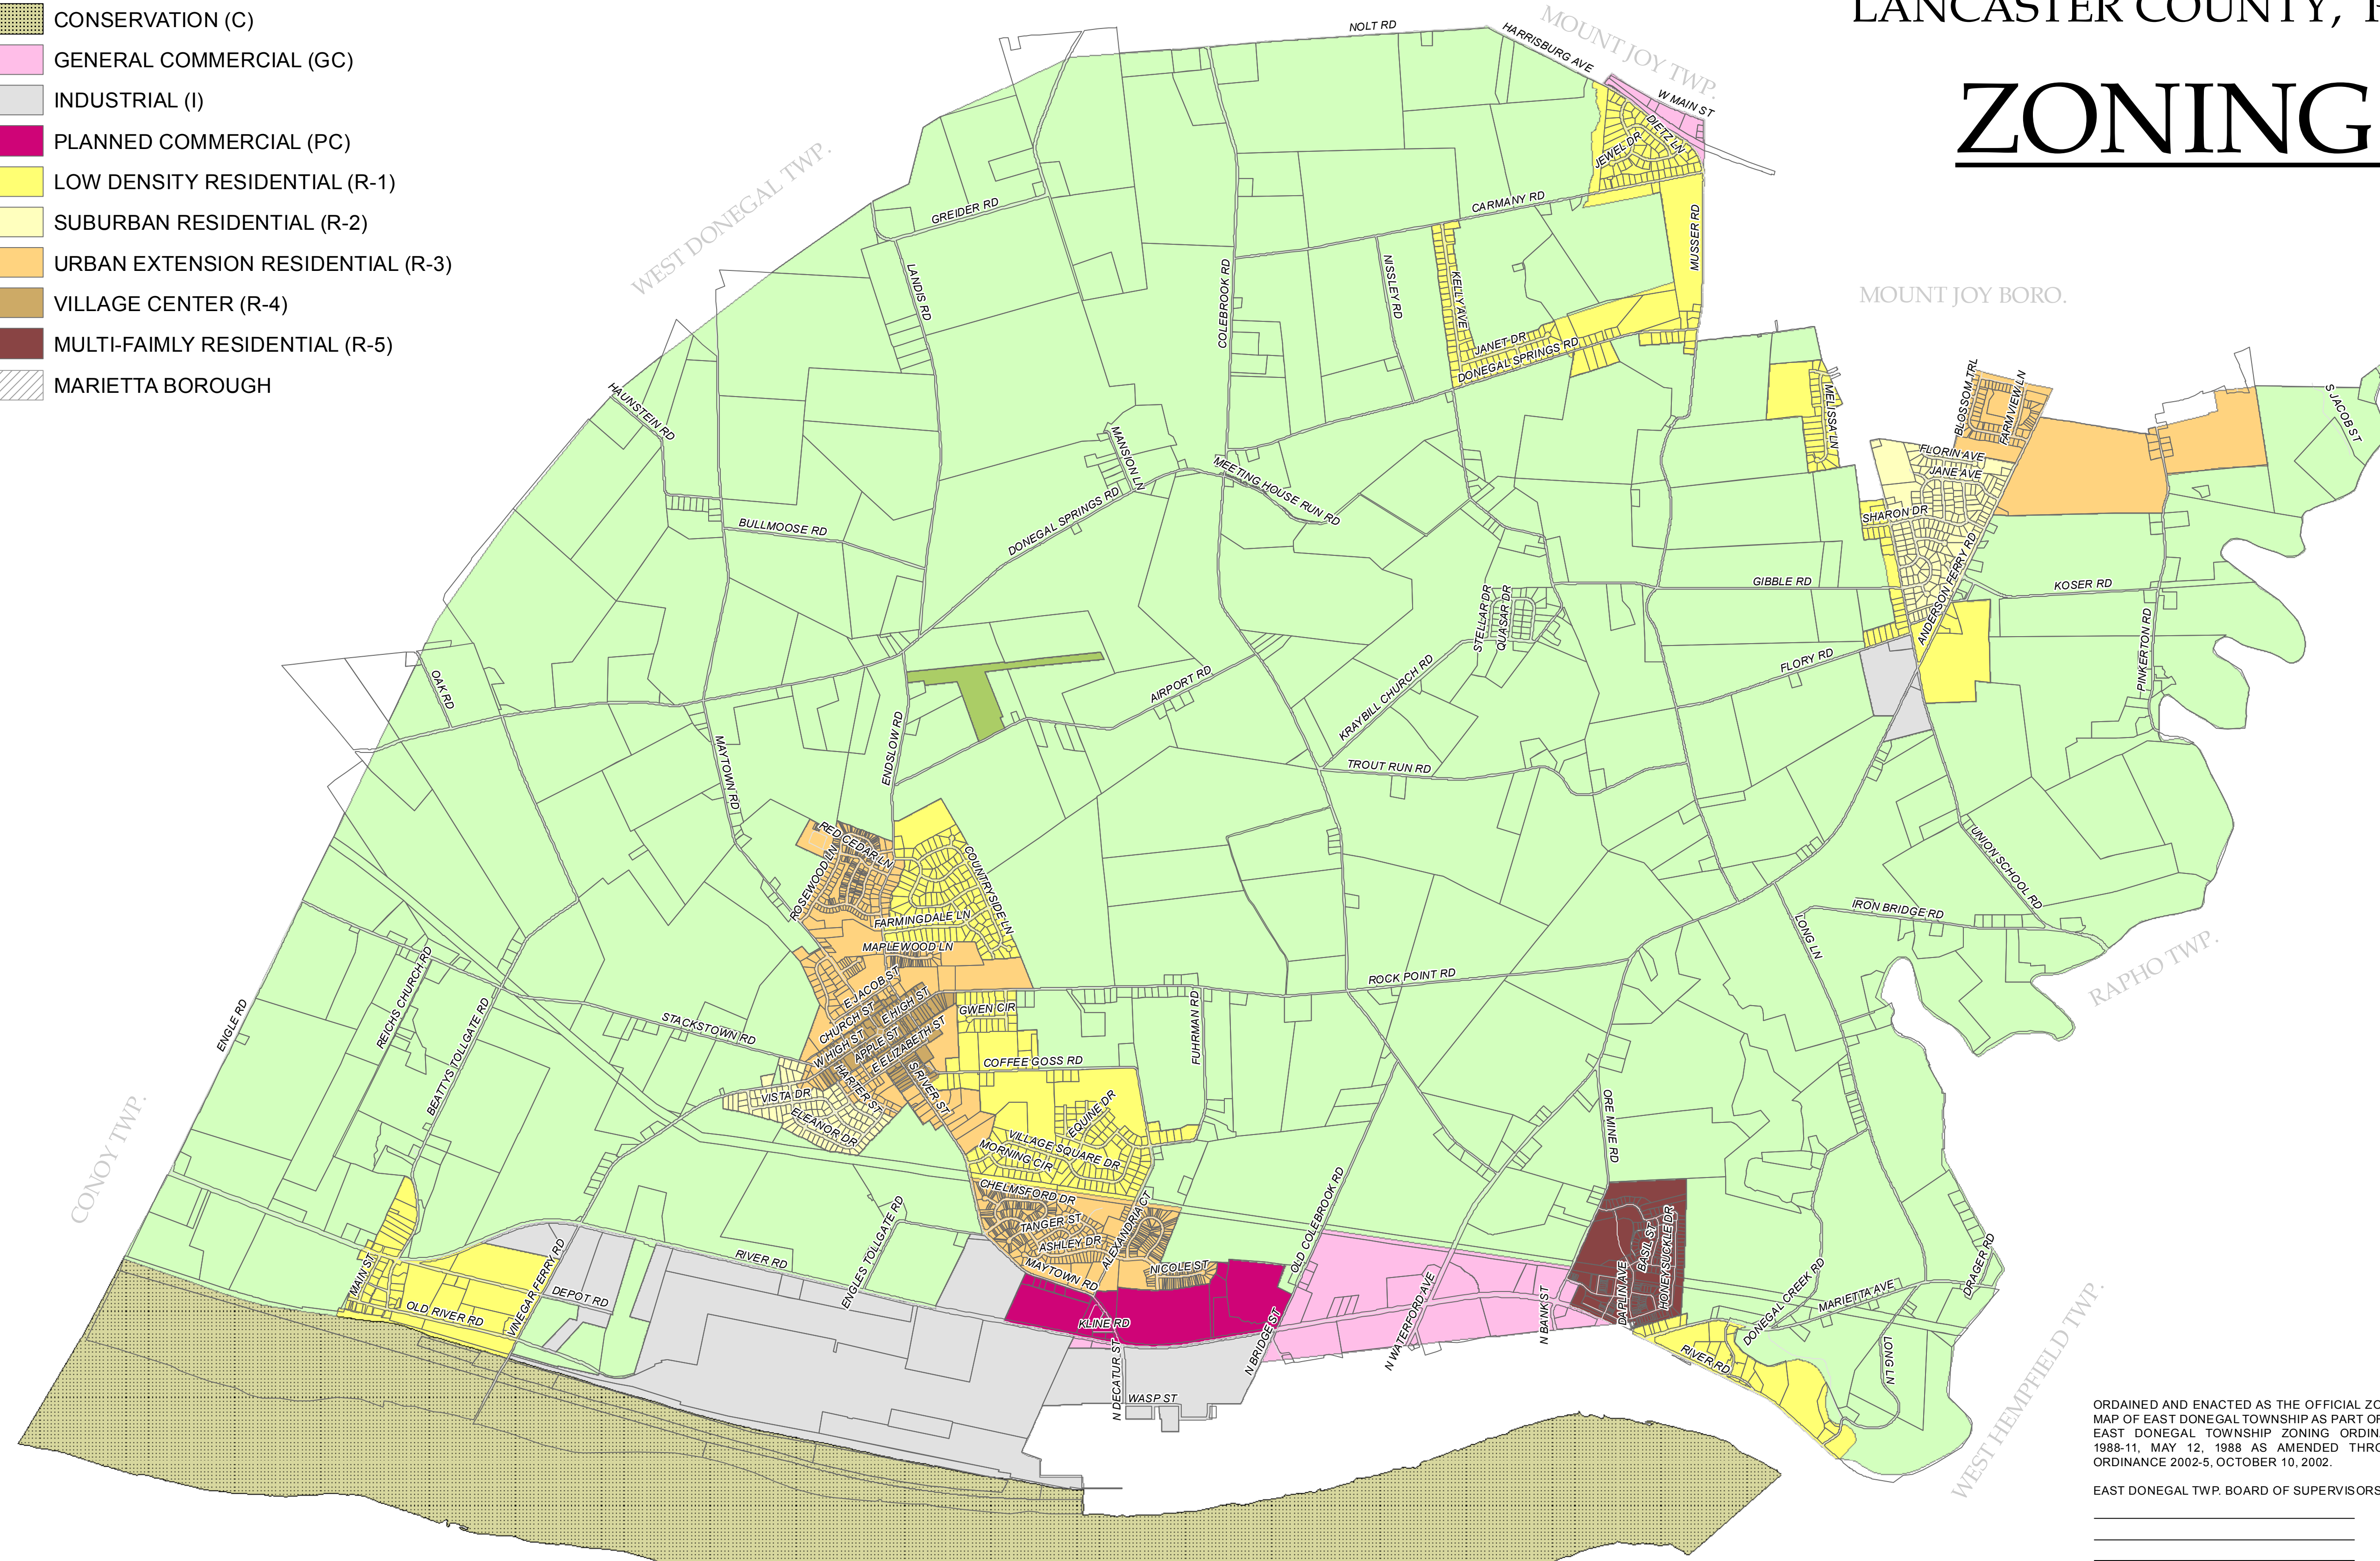 CONSERVATION (C)
GENERAL COMMERCIAL (GC)
INDUSTRIAL (I)
PLANNED COMMERCIAL (PC)
LOW DENSITY RESIDENTIAL (R-1)
SUBURBAN RESIDENTIAL (R-2)
URBAN EXTENSION RESIDENTIAL (R-3)
VILLAGE CENTER (R-4)
MULTI-FAIMLY RESIDENTIAL (R-5)
MARIETTA BOROUGH
LANCASTER COUNTY,
ZONING
MOUNT JOY TWP.
WEST DONEGAL TWP.
MOUNT JOY BORO.
RAPHO TWP.
CONOY TWP.
WEST HEMPFIELD TWP.
NOLT RD
HARRISBURG AVE
W MAIN ST
DIETZ LN
JEWEL DR
CARMANY RD
GREIDER RD
MUSSER RD
LANDIS RD
COLEBROOK RD
NISSLEY RD
KELLY AVE
JANET DR
DONEGAL SPRINGS RD
HAUNSTEIN RD
MANSION LN
MELISSA LN
BLOSSOM TRL
FARMVIEW LN
S JACOB ST
FLORIN AVE
JANE AVE
MEETING HOUSE RUN RD
DONEGAL SPRINGS RD
BULLMOOSE RD
SHARON DR
ANDERSON FERRY RD
GIBBLE RD
KOSER RD
STELLAR DR
QUASAR DR
PINKERTON RD
OAK RD
AIRPORT RD
KRAYBILL CHURCH RD
FLORY RD
MAYTOWN RD
ENDSLOW RD
TROUT RUN RD
RED CEDAR LN
ROSEWOOD LN
COUNTRYSIDE LN
UNION SCHOOL RD
FARMINGDALE LN
IRON BRIDGE RD
LONG LN
MAPLEWOOD LN
REICHS CHURCH RD
E JACOB ST
ROCK POINT RD
ENGLE RD
BEATTYS TOLLGATE RD
STACKSTOWN RD
CHURCH ST
E HIGH ST
GWEN CIR
FUHRMAN RD
W HIGH ST
APPLE ST
E ELIZABETH ST
COFFEE GOSS RD
HARTER ST
S RIVER ST
VISTA DR
ELEANOR DR
EQUINE DR
ORE MINE RD
VILLAGE SQUARE DR
MORNING CIR
CHELMSFORD DR
TANGER ST
ASHLEY DR
ALEXANDRIA CT
OLD COLEBROOK RD
ENGLES TOLLGATE RD
BASIL ST
HONEYSUCKLE DR
DRAGER RD
MAIN ST
RIVER RD
MAYTOWN RD
NICOLE ST
DONEGAL CREEK RD
MARIETTA AVE
DEPOT RD
VINEGAR FERRY RD
OLD RIVER RD
KLINE RD
N WATERFORD AVE
N BANK ST
DAPLIN AVE
N BRIDGE ST
N DECATUR ST
RIVER RD
LONG LN
WASP ST
ORDAINED AND ENACTED AS THE OFFICIAL
MAP OF EAST DONEGAL TOWNSHIP AS PART
EAST DONEGAL TOWNSHIP ZONING
1988-11, MAY 12, 1988 AS AMENDED
ORDINANCE 2002-5, OCTOBER 10, 2002.
EAST DONEGAL TWP. BOARD OF SUPERVISORS